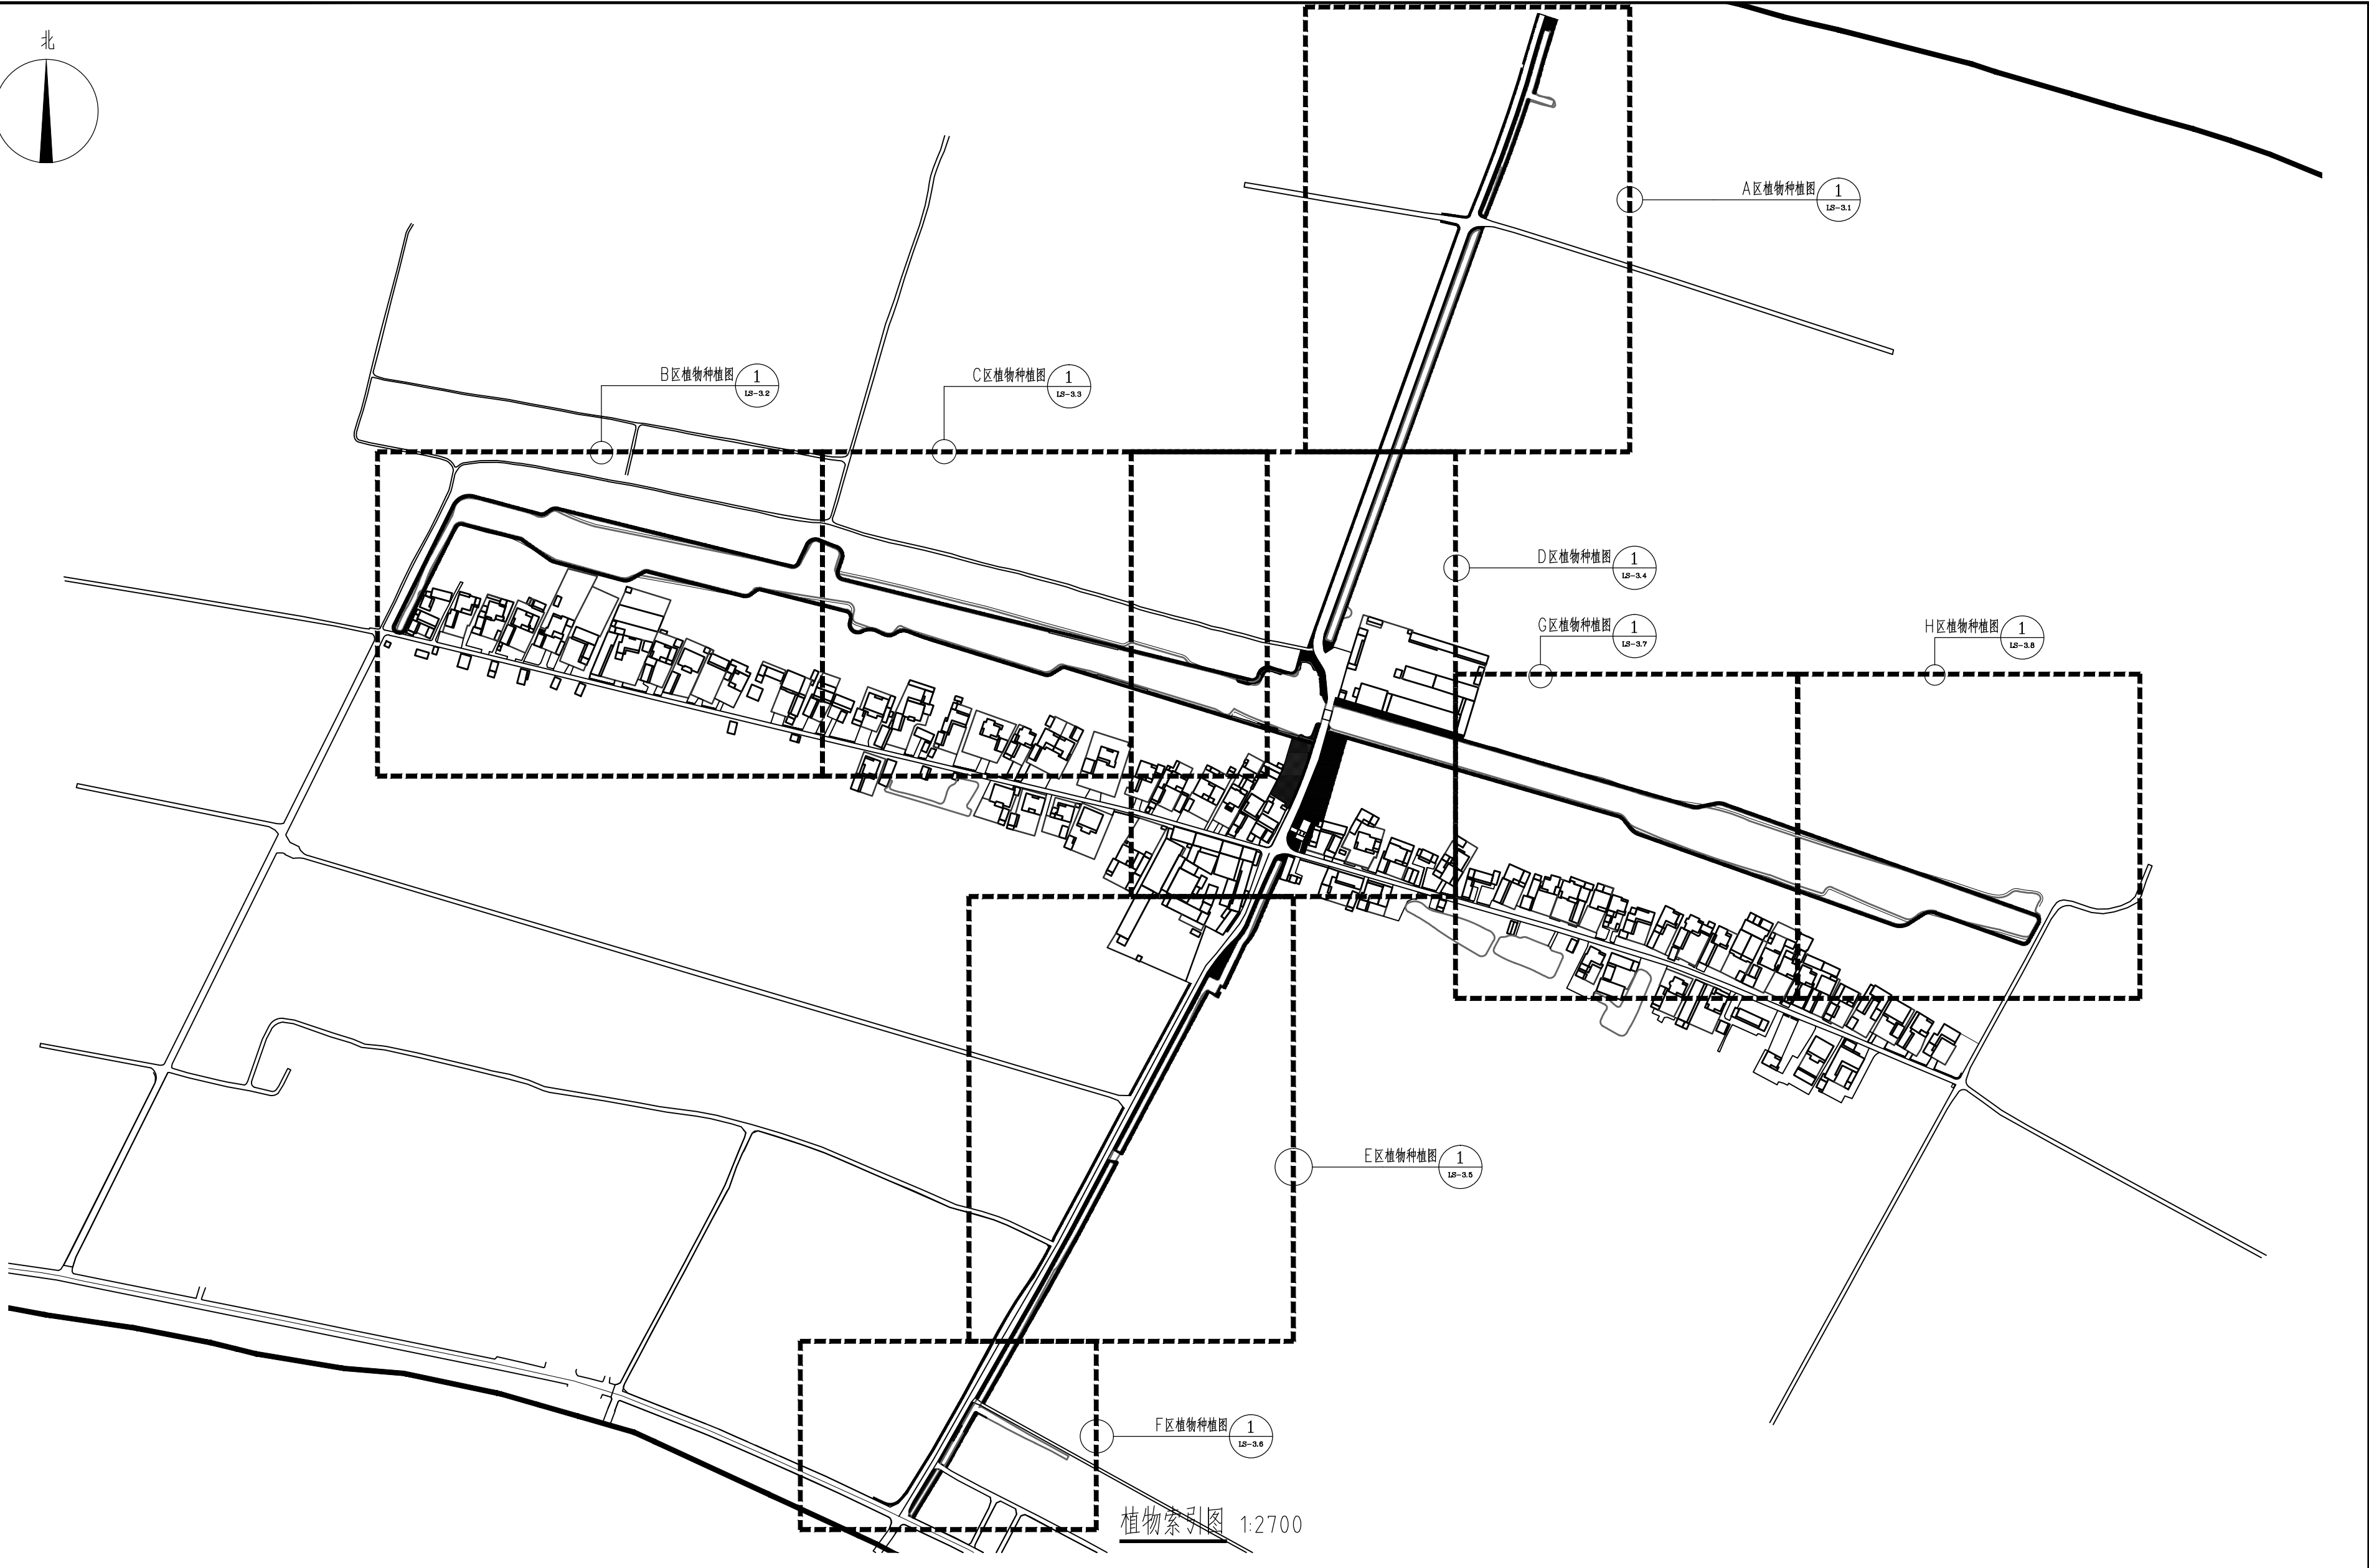 北
A区植物种植图
1
LS-3.1
B区植物种植图
1
LS-3.2
C区植物种植图
1
LS-3.3
D区植物种植图
1
LS-3.4
G区植物种植图
1
LS-3.7
H区植物种植图
1
LS-3.8
E区植物种植图
1
LS-3.5
F区植物种植图
1
LS-3.6
植物索引图 1:2700